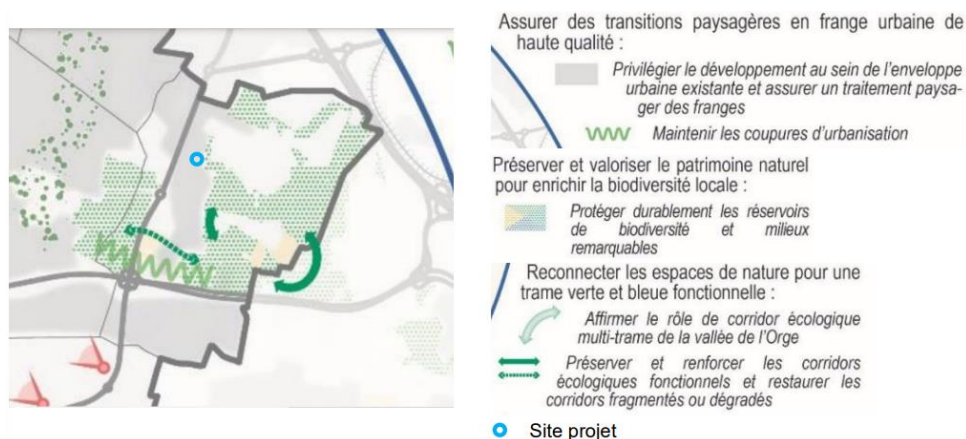 Assurer des transitions paysagères en frange urbaine de
haute qualité :
Privilégier le développement au sein de l'enveloppe
urbaine existante et assurer un traitement paysa-
ger des franges
Maintenir les coupures d'urbanisation
Préserver et valoriser le patrimoine naturel
pour enrichir la biodiversité locale :
Protéger durablement les réservoirs
de biodiversité et milieux
remarquables
Reconnecter les espaces de nature pour une
trame verte et bleue fonctionnelle :
Affirmer le rôle de corridor écologique
multi-trame de la vallée de l'Orge
Préserver et renforcer les corridors
écologiques fonctionnels et restaurer les
corridors fragmentés ou dégradés
Site projet